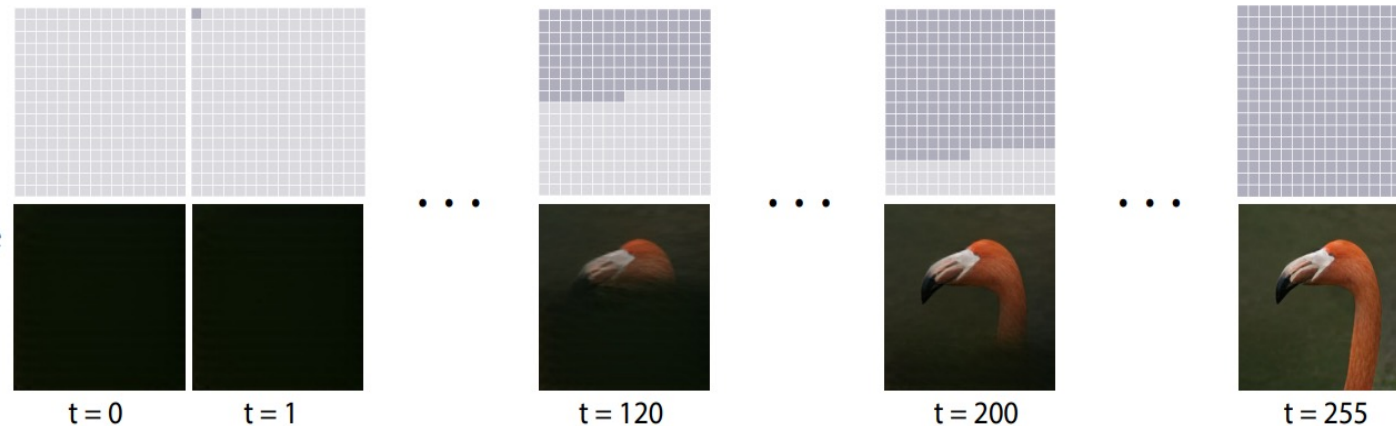 t = 0
t = 1
t = 120
t = 200
t = 255